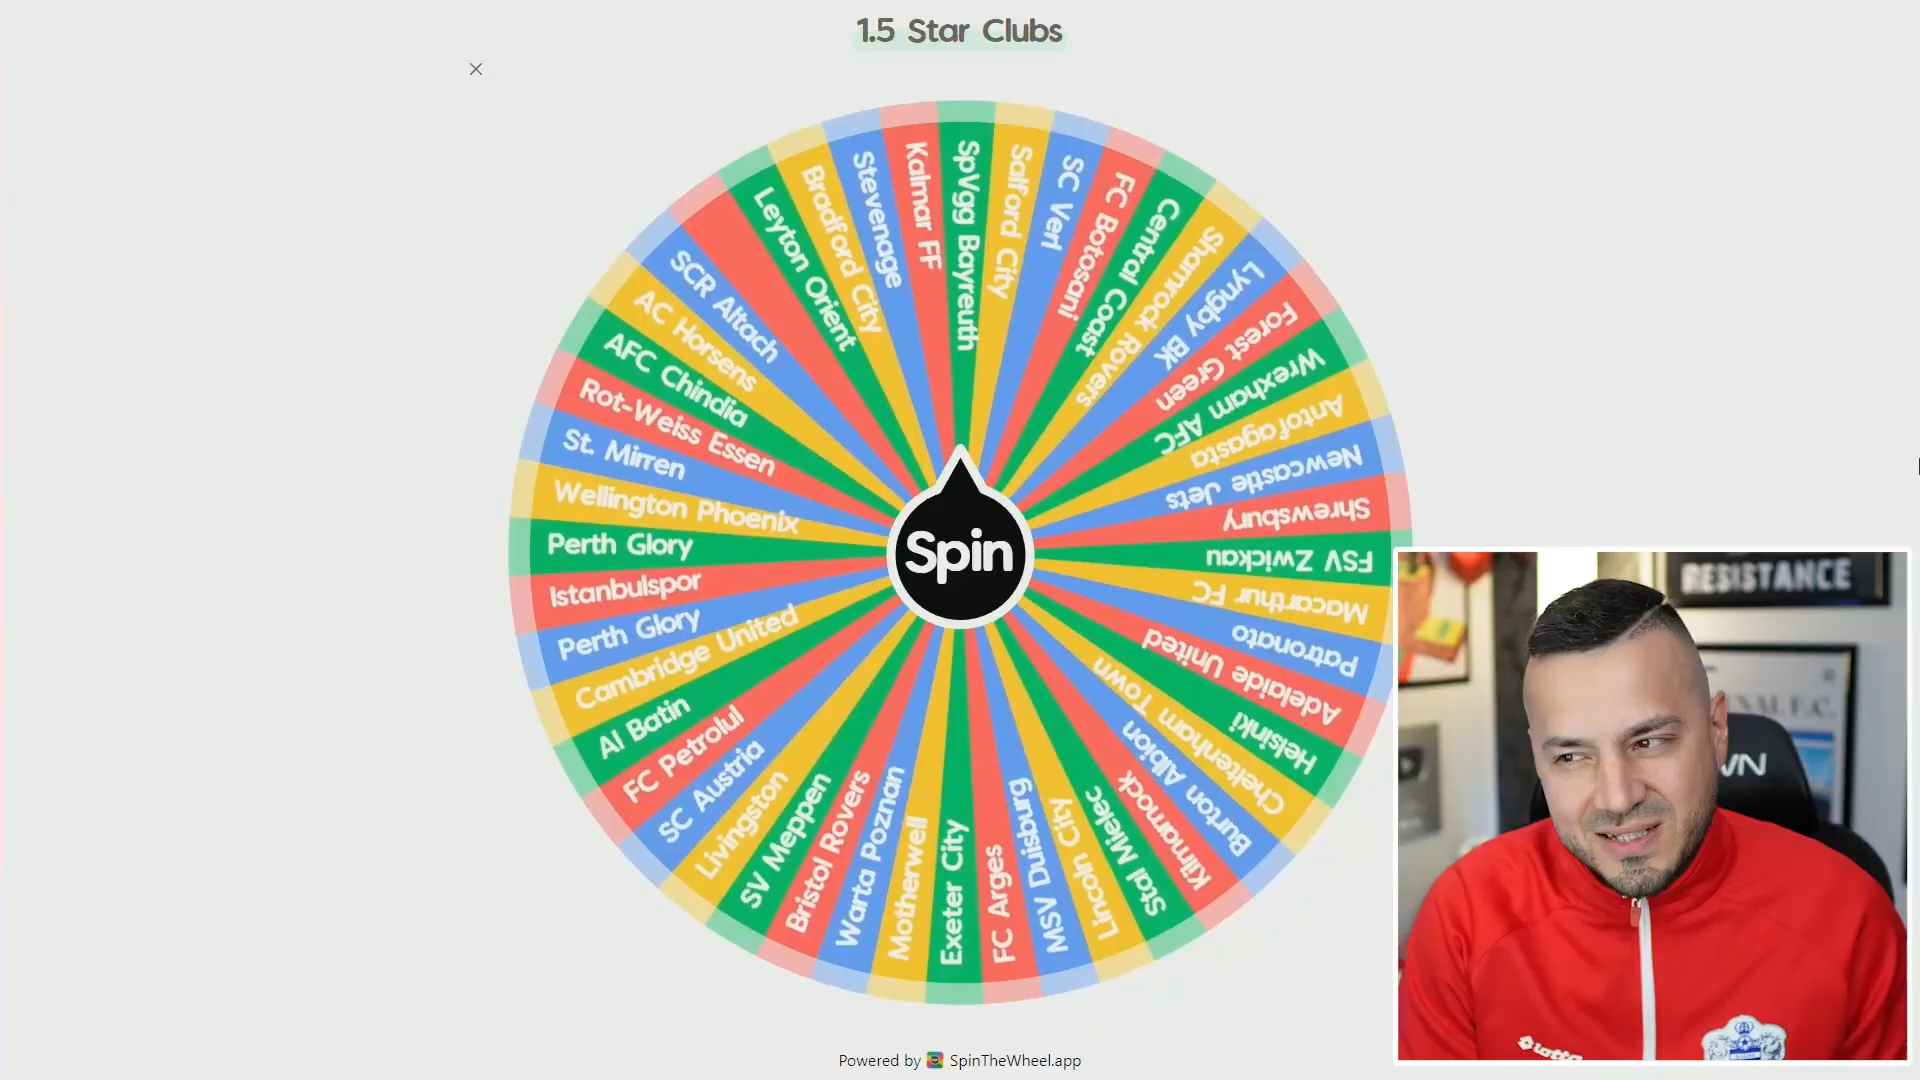 1.5 Star Clubs
SpVgg Bayreuth
Salford City
SC Verl
FC Botosani
Central Coast
Shamrock Rovers
Lyngby BK
Forest Green
Wrexham AFC
Antofagasta
Newcastle Jets
Shrewsbury
FSV Zwickau
Macarthur FC
Patronato
Adelaide United
Helsinki
Cheltenham Town
Burton Albion
Kilmarnock
Stal Mielec
Lincoln City
MSV Duisburg
FC Arges
Exeter City
Motherwell
Warta Poznan
Bristol Rovers
SV Meppen
Livingston
SC Austria
FC Petrolul
Al Batin
Cambridge United
Perth Glory
Istanbulspor
Perth Glory
Wellington Phoenix
St. Mirren
Rot-Weiss Essen
AFC Chindia
AC Horsens
SCR Altach
Leyton Orient
Bradford City
Stevenage
Kalmar FF
Spin
RESISTANCE
lotto
Powered by SpinTheWheel.app